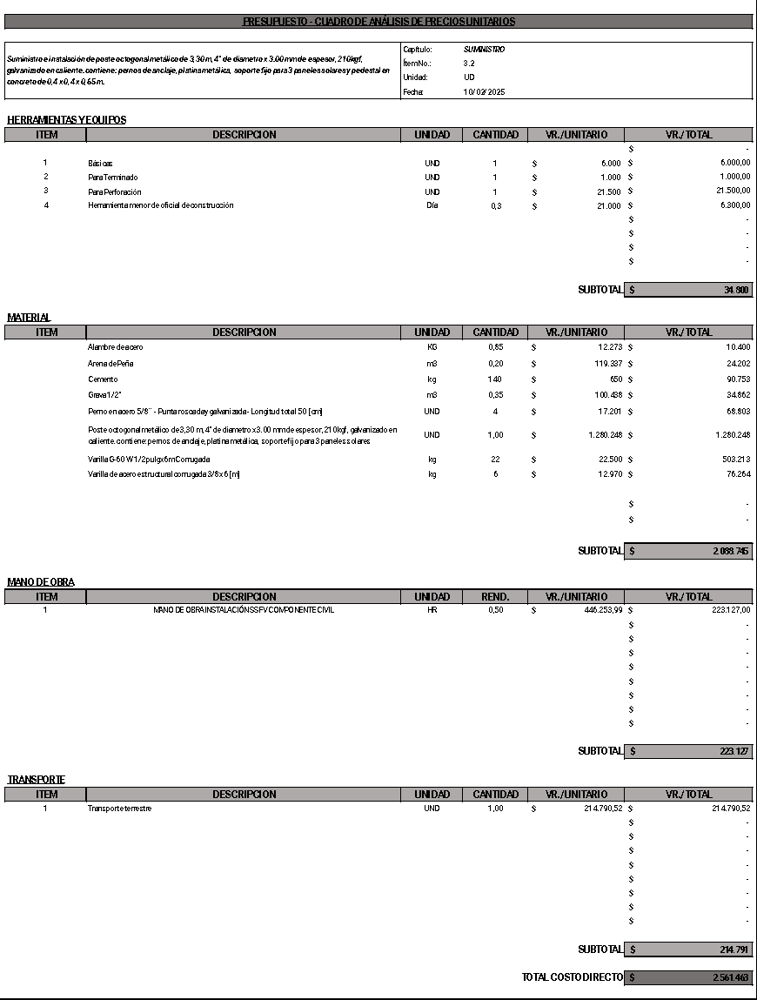 PRESUPUESTO - CUADRO DE ANÁLISIS DE PRECIOS UNITARIOS
Suministro e instalación de poste octogonal metálico de 3,30 m, 4" de diametro x 3.00 mm de espesor, 210kgf,
galvanizado en caliente. contiene: pernos de anclaje, platina metálica, soporte fijo para 3 paneles solares y pedestal en
concreto de 0,4 x 0,4 x 0,65 m.
Capítulo: SUMINISTRO
Ítem No.: 3.2
Unidad: UD
Fecha: 10/02/2025
HERRAMIENTAS Y EQUIPOS
ITEM DESCRIPCION UNIDAD CANTIDAD VR./UNITARIO VR./TOTAL
$ -
1 Básicas UND 1 $ 6.000 $ 6.000,00
2 Para Terminado UND 1 $ 1.000 $ 1.000,00
3 Para Perforación UND 1 $ 21.500 $ 21.500,00
4 Herramienta menor de oficial de construcción Día 0,3 $ 21.000 $ 6.300,00
$ -
$ -
$ -
$ -
SUBTOTAL $ 34.800
MATERIAL
ITEM DESCRIPCION UNIDAD CANTIDAD VR./UNITARIO VR./TOTAL
Alambre de acero KG 0,85 $ 12.273 $ 10.400
Arena de Peña m3 0,20 $ 119.337 $ 24.202
Cemento kg 140 $ 650 $ 90.753
Grava 1/2" m3 0,35 $ 100.438 $ 34.862
Perno en acero 5/8¨ - Punta roscada y galvanizada - Longitud total 50 [cm] UND 4 $ 17.201 $ 68.803
Poste octogonal metálico de 3,30 m, 4" de diametro x 3.00 mm de espesor, 210kgf, galvanizado en
caliente. contiene: pernos de anclaje, platina metálica, soporte fijo para 3 paneles solares UND 1,00 $ 1.280.248 $ 1.280.248
Varilla G-60 W 1/2 pulg x 6m Corrugada kg 22 $ 22.500 $ 503.213
Varilla de acero estructural corrugada 3/8 x 6 [m] kg 6 $ 12.970 $ 76.264
$ -
$ -
SUBTOTAL $ 2.088.745
MANO DE OBRA
ITEM DESCRIPCION UNIDAD REND. VR./UNITARIO VR./TOTAL
1 MANO DE OBRA INSTALACIÓN SSFV COMPONENTE CIVIL HR 0,50 $ 446.253,99 $ 223.127,00
$ -
$ -
$ -
$ -
$ -
$ -
$ -
$ -
SUBTOTAL $ 223.127
TRANSPORTE
ITEM DESCRIPCION UNIDAD CANTIDAD VR./UNITARIO VR./TOTAL
1 Transporte terrestre UND 1,00 $ 214.790,52 $ 214.790,52
$ -
$ -
$ -
$ -
$ -
$ -
$ -
$ -
SUBTOTAL $ 214.791
TOTAL COSTO DIRECTO $ 2.561.463